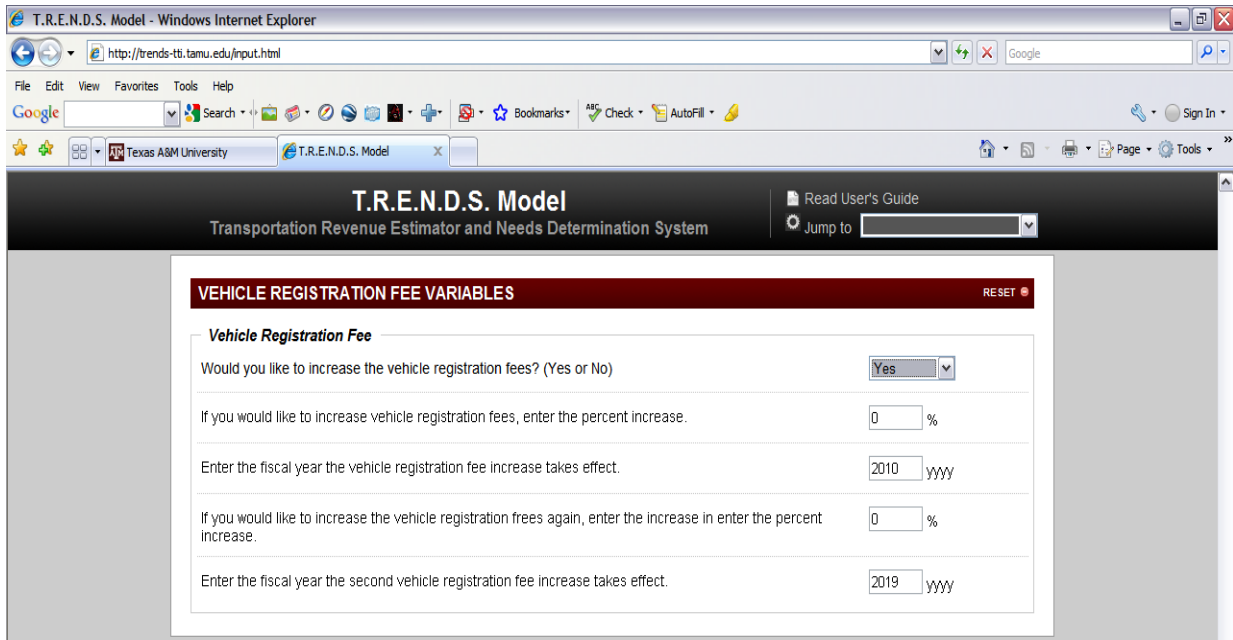 T.R.E.N.D.S. Model - Windows Internet Explorer
http://trends-tti.tamu.edu/input.html
Google
File Edit View Favorites Tools Help
Google Search Bookmarks ABC Check AutoFill Sign In
Texas A&M University T.R.E.N.D.S. Model X Page Tools »
T.R.E.N.D.S. Model
Transportation Revenue Estimator and Needs Determination System
Read User's Guide
Jump to
VEHICLE REGISTRATION FEE VARIABLES RESET
Vehicle Registration Fee
Would you like to increase the vehicle registration fees? (Yes or No) Yes
If you would like to increase vehicle registration fees, enter the percent increase. 0 %
Enter the fiscal year the vehicle registration fee increase takes effect. 2010 yyyy
If you would like to increase the vehicle registration frees again, enter the increase in enter the percent
increase. 0 %
Enter the fiscal year the second vehicle registration fee increase takes effect. 2019 yyyy